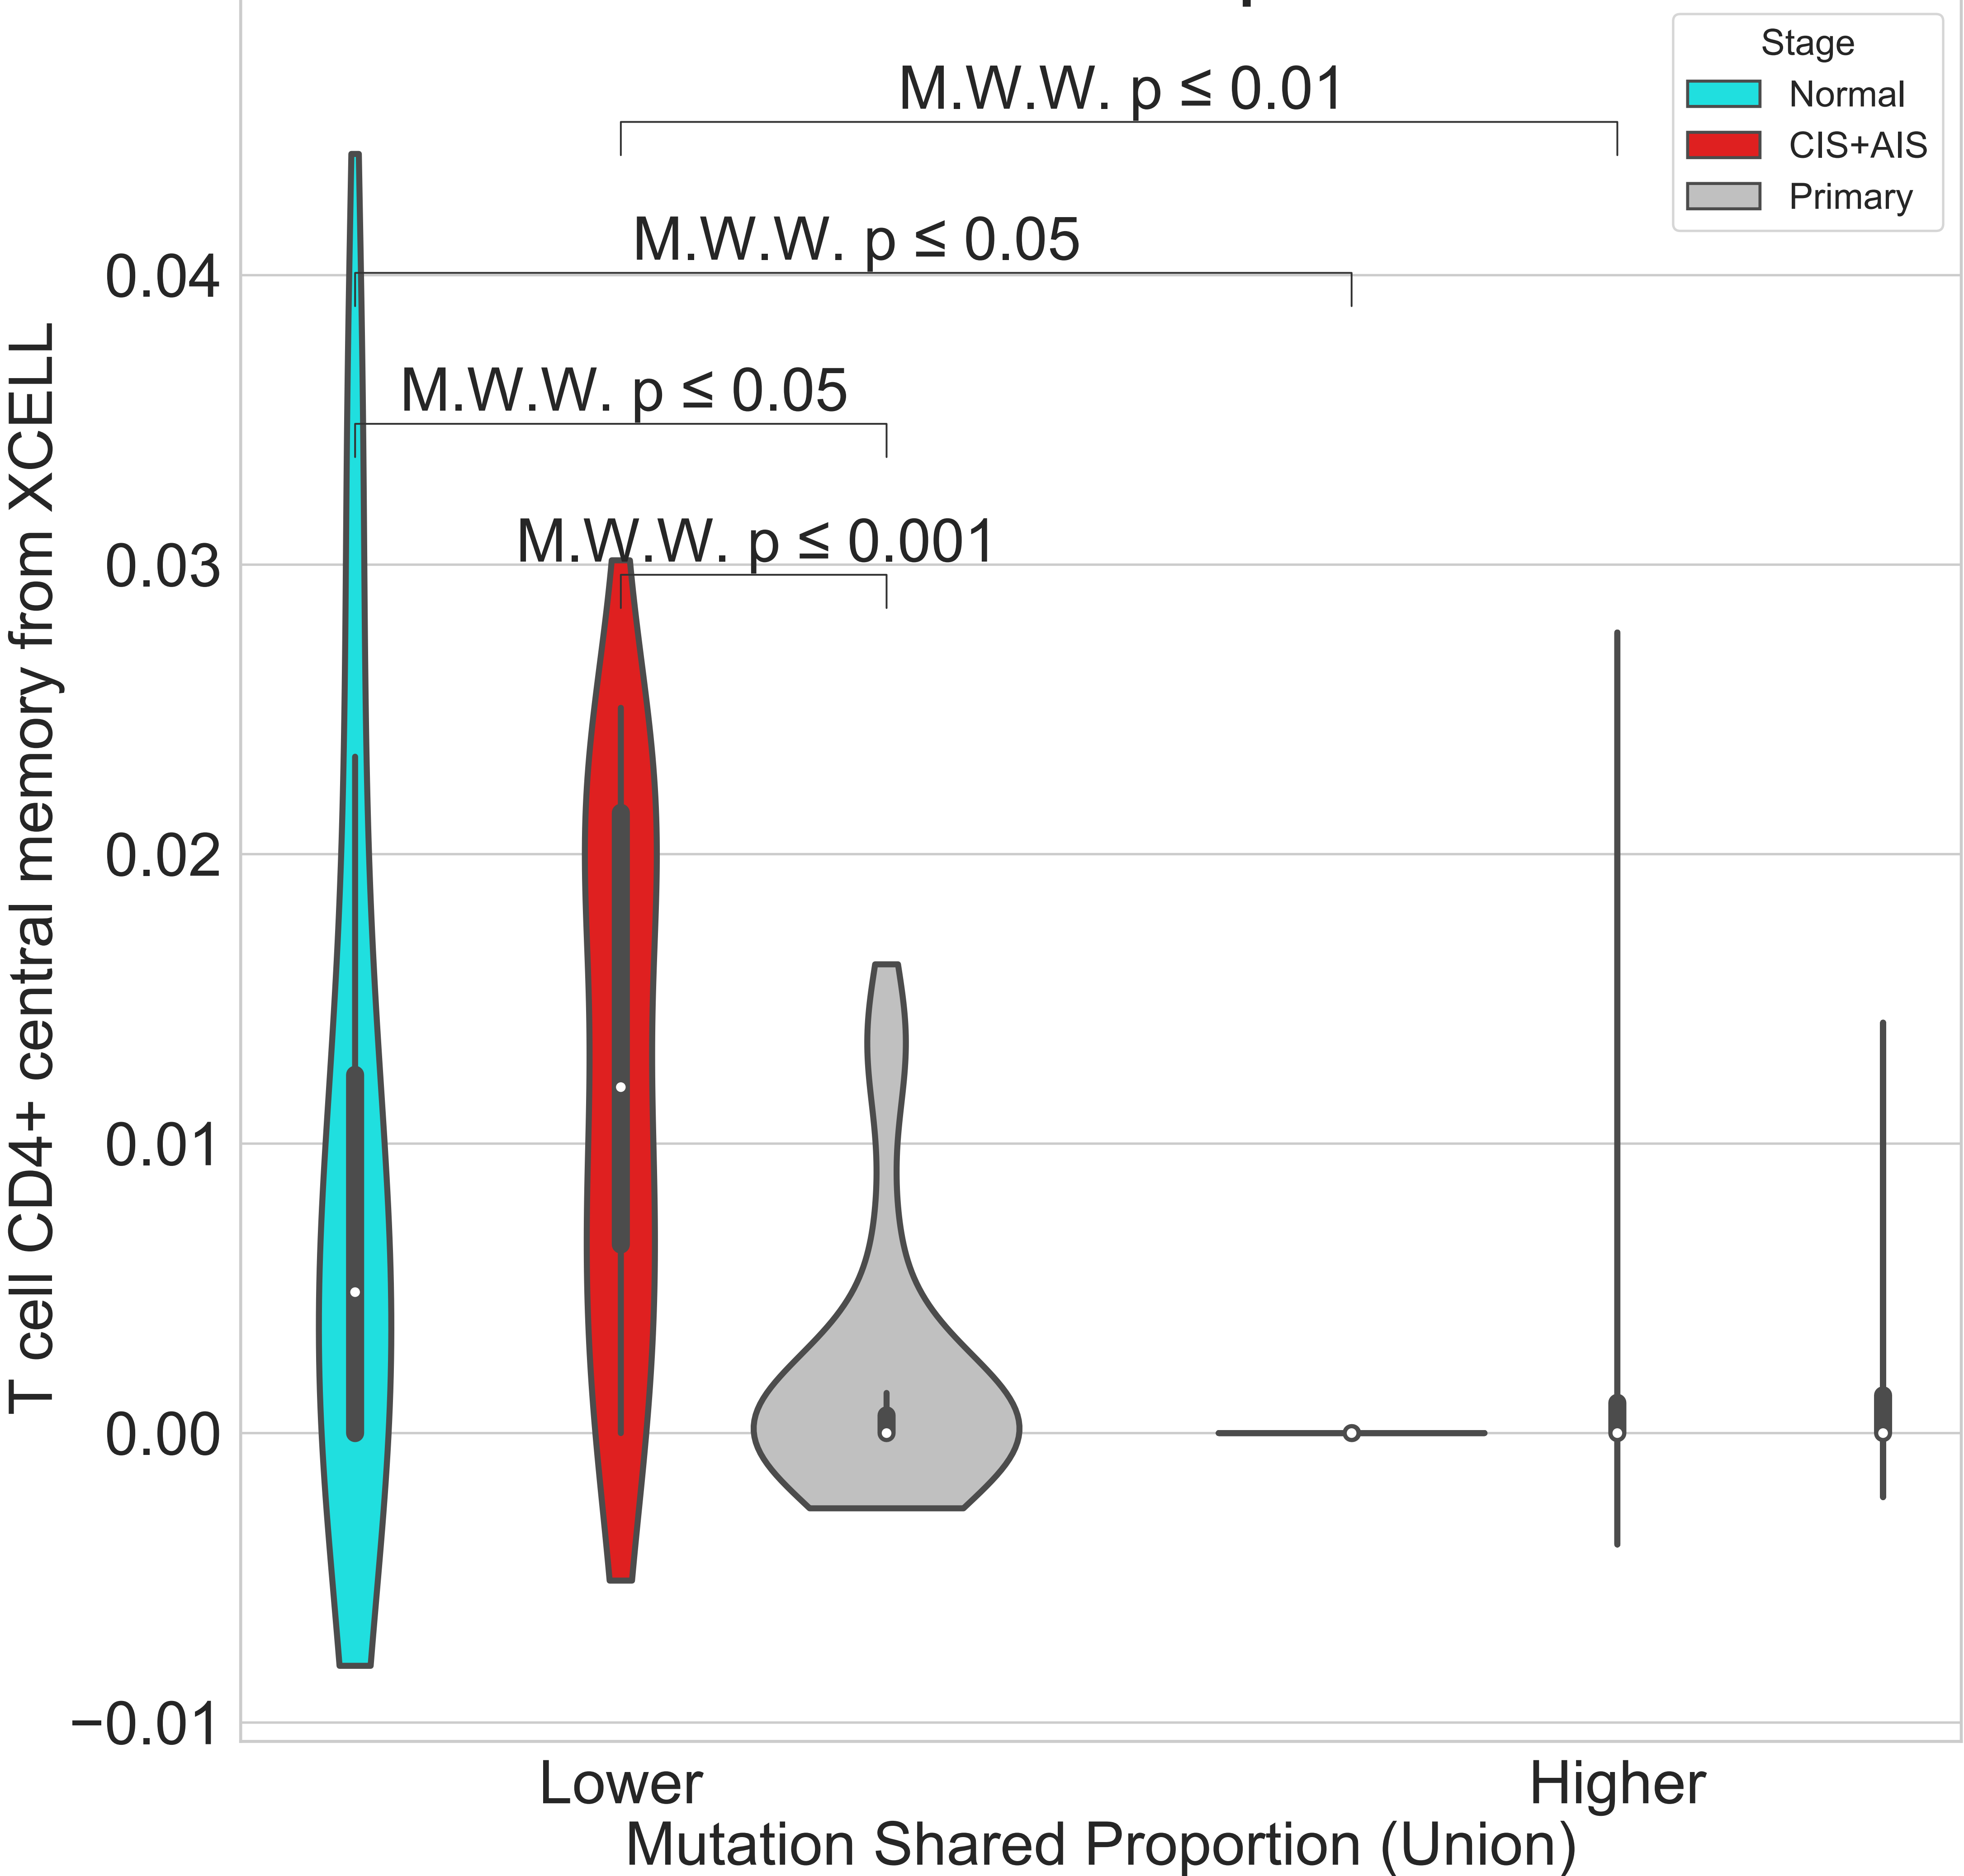 Stage
Normal
CIS+AIS
Primary
M.W.W. p ≤ 0.01
M.W.W. p ≤ 0.05
M.W.W. p ≤ 0.05
M.W.W. p ≤ 0.001
T cell CD4+ central memory from XCELL
0.04
0.03
0.02
0.01
0.00
−0.01
Lower
Higher
Mutation Shared Proportion (Union)